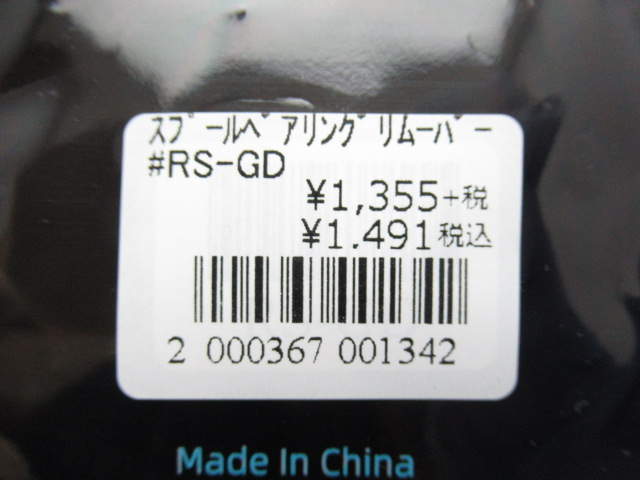 ｽﾌﾟｰﾙﾍﾞｱﾘﾝｸﾞﾘﾑｰﾊﾞｰ
#RS-GD
¥1,355+税
¥1,491税込
2 000367 001342
Made In China